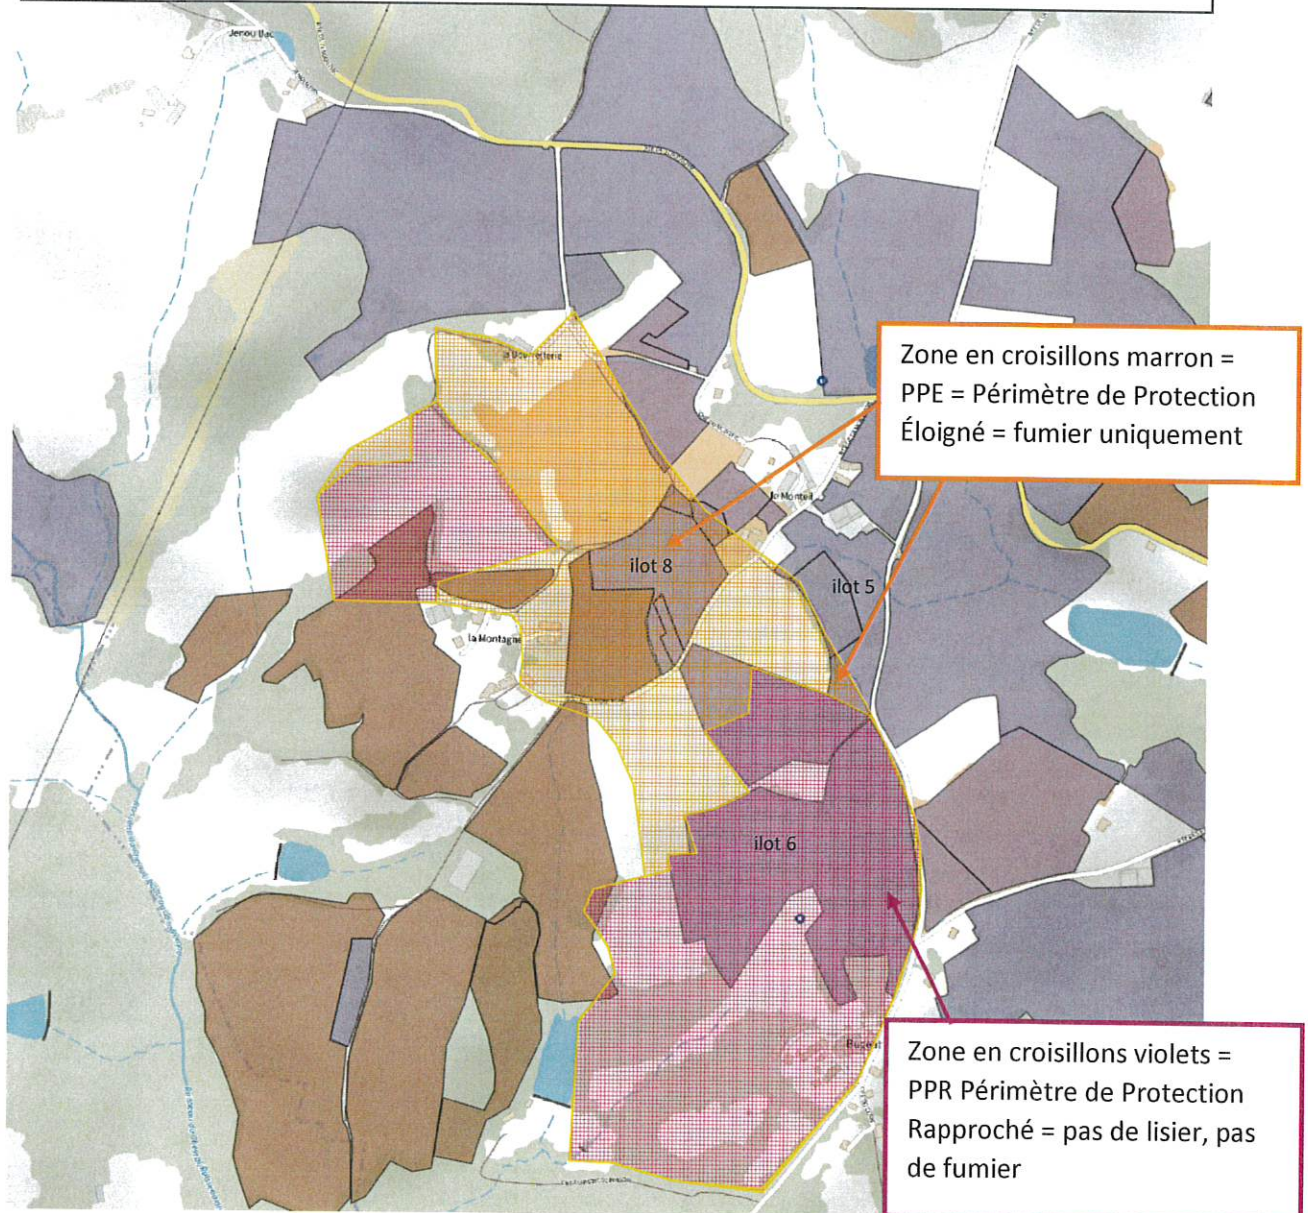 Jenouillac
Zone en croisillons marron =
PPE = Périmètre de Protection
Éloigné = fumier uniquement
le Monteil
ilot 8
ilot 5
la Montagne
ilot 6
Zone en croisillons violets =
PPR Périmètre de Protection
Rapproché = pas de lisier, pas
de fumier